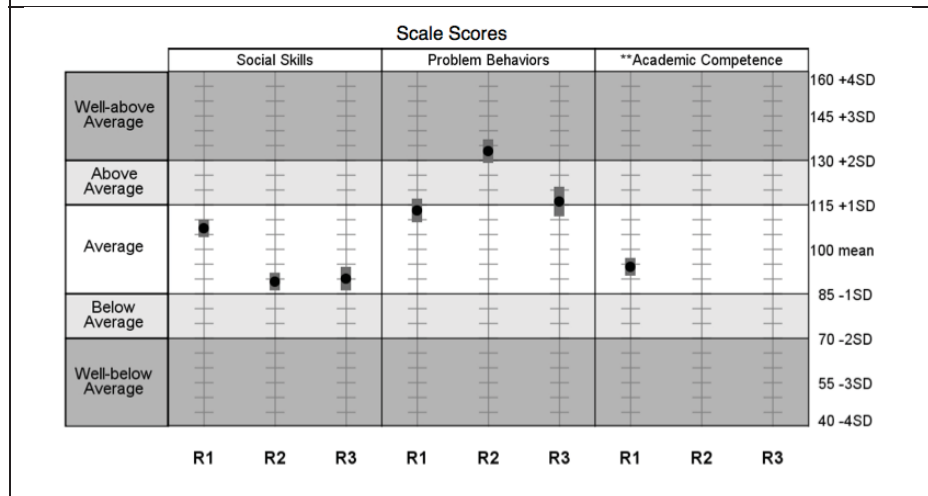 Scale Scores
Social Skills
Problem Behaviors
**Academic Competence
Well-above
Average
Above
Average
Average
Below
Average
Well-below
Average
160 +4SD
145 +3SD
130 +2SD
115 +1SD
100 mean
85 -1SD
70 -2SD
55 -3SD
40 -4SD
R1 R2 R3 R1 R2 R3 R1 R2 R3